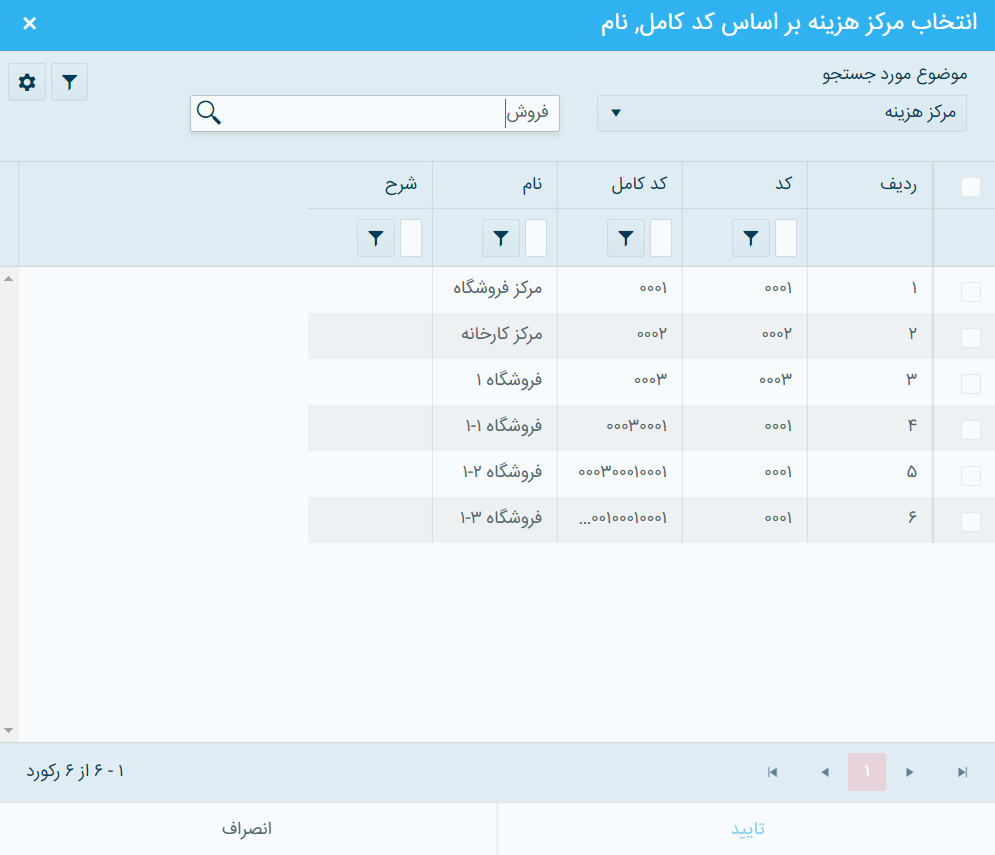 انتخاب مرکز هزینه بر اساس کد کامل, نام ×
موضوع مورد جستجو
مرکز هزینه
فروش
ردیف کد کد کامل نام شرح
۱ ۰۰۰۱ ۰۰۰۱ مرکز فروشگاه
۲ ۰۰۰۲ ۰۰۰۲ مرکز کارخانه
۳ ۰۰۰۳ ۰۰۰۳ فروشگاه ۱
۴ ۰۰۰۱ ۰۰۰۳۰۰۰۱ فروشگاه ۱-۱
۵ ۰۰۰۱ ۰۰۰۳۰۰۰۱۰۰۰۱ فروشگاه ۲-۱
۶ ۰۰۰۱ ...۰۰۱۰۰۰۱۰۰۰۱ فروشگاه ۳-۱
۱
۱ - ۶ از ۶ رکورد
تایید
انصراف